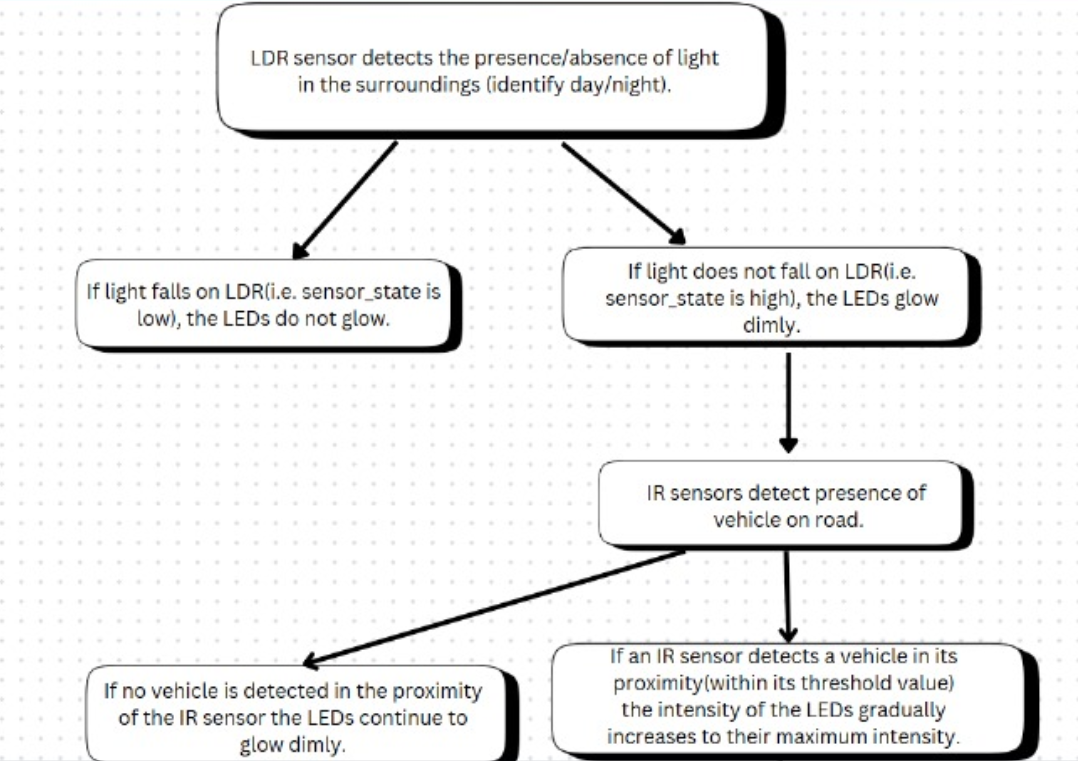 LDR sensor detects the presence/absence of light
in the surroundings (identify day/night).
If light falls on LDR(i.e. sensor_state is
low), the LEDs do not glow.
If light does not fall on LDR(i.e.
sensor_state is high), the LEDs glow
dimly.
IR sensors detect presence of
vehicle on road.
If no vehicle is detected in the proximity
of the IR sensor the LEDs continue to
glow dimly.
If an IR sensor detects a vehicle in its
proximity(within its threshold value)
the intensity of the LEDs gradually
increases to their maximum intensity.